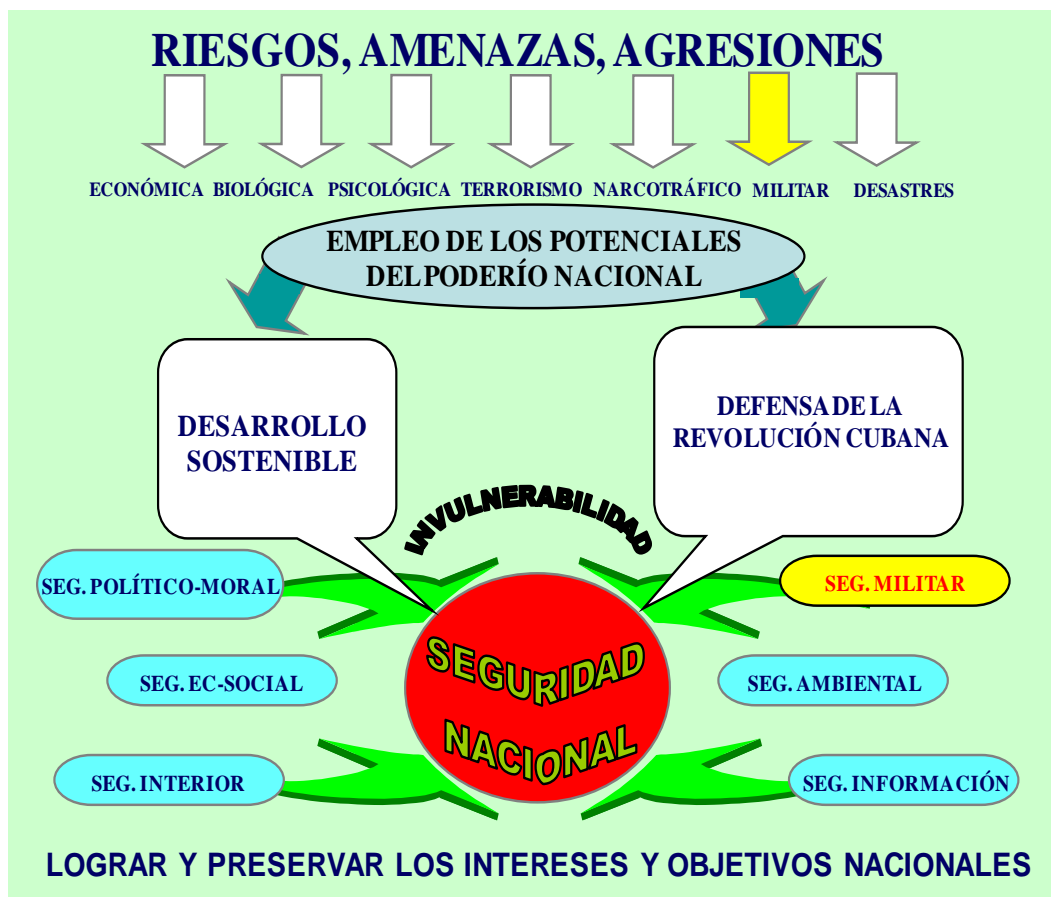 RIESGOS, AMENAZAS, AGRESIONES
ECONÓMICA BIOLÓGICA PSICOLÓGICA TERRORISMO NARCOTRÁFICO MILITAR DESASTRES
EMPLEO DE LOS POTENCIALES
DEL PODERÍO NACIONAL
DESARROLLO
SOSTENIBLE
DEFENSA DE LA
REVOLUCIÓN CUBANA
INVULNERABILIDAD
SEG. POLÍTICO-MORAL
SEG. MILITAR
SEG. EC-SOCIAL
SEG. AMBIENTAL
SEGURIDAD
NACIONAL
SEG. INTERIOR
SEG. INFORMACIÓN
LOGRAR Y PRESERVAR LOS INTERESES Y OBJETIVOS NACIONALES